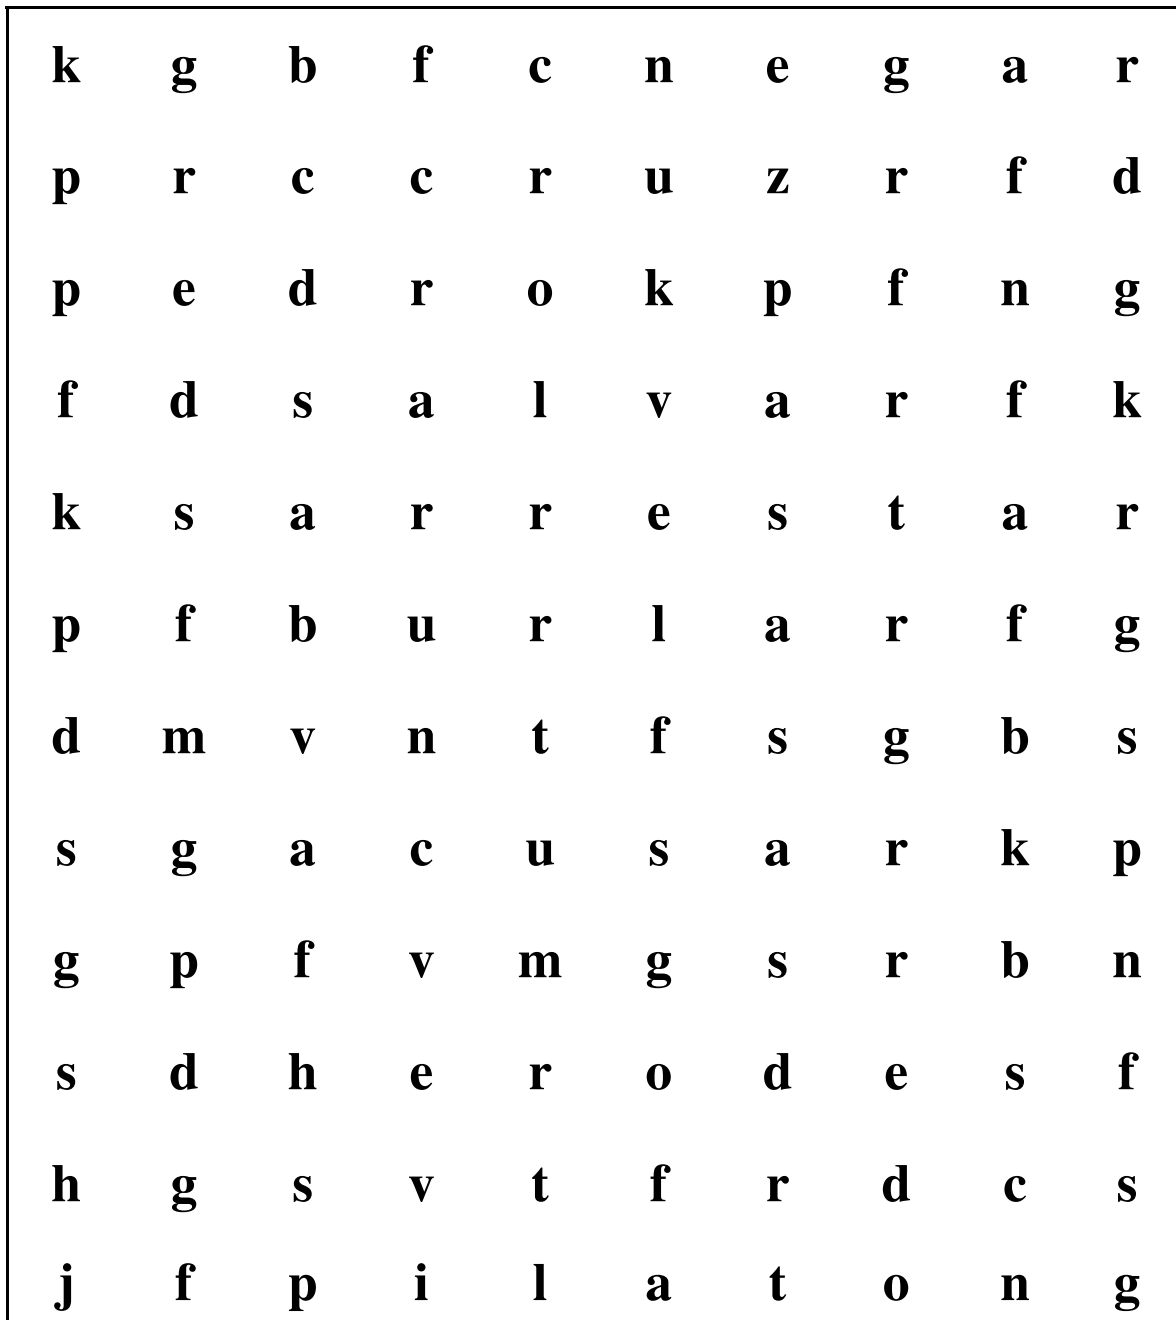 k g b f c n e g a r
p r c c r u z r f d
p e d r o k p f n g
f d s a l v a r f k
k s a r r e s t a r
p f b u r l a r f g
d m v n t f s g b s
s g a c u s a r k p
g p f v m g s r b n
s d h e r o d e s f
h g s v t f r d c s
j f p i l a t o n g